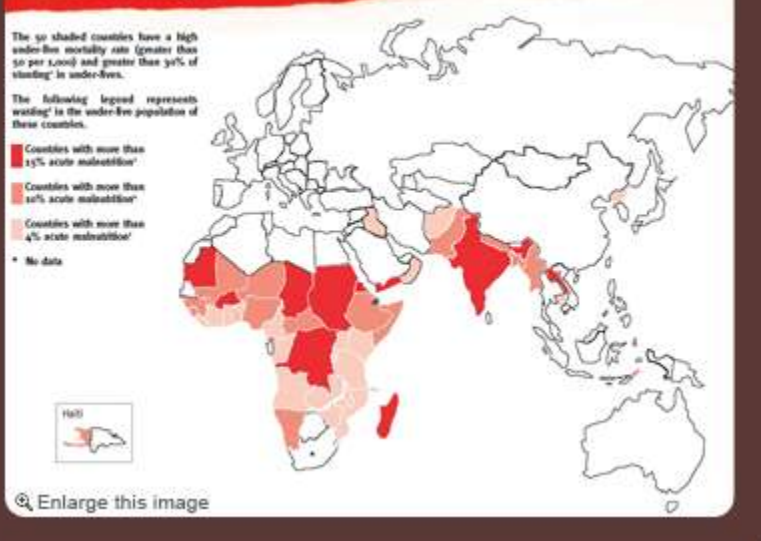 The 50 shaded countries have a high
under-five mortality rate (greater than
50 per 1,000) and greater than 30% of
stunting¹ in under-fives.
The following legend represents
wasting² in the under-five population of
these countries.
Countries with more than
15% acute malnutrition
Countries with more than
10% acute malnutrition
Countries with more than
4% acute malnutrition
* No data
Haiti
Enlarge this image